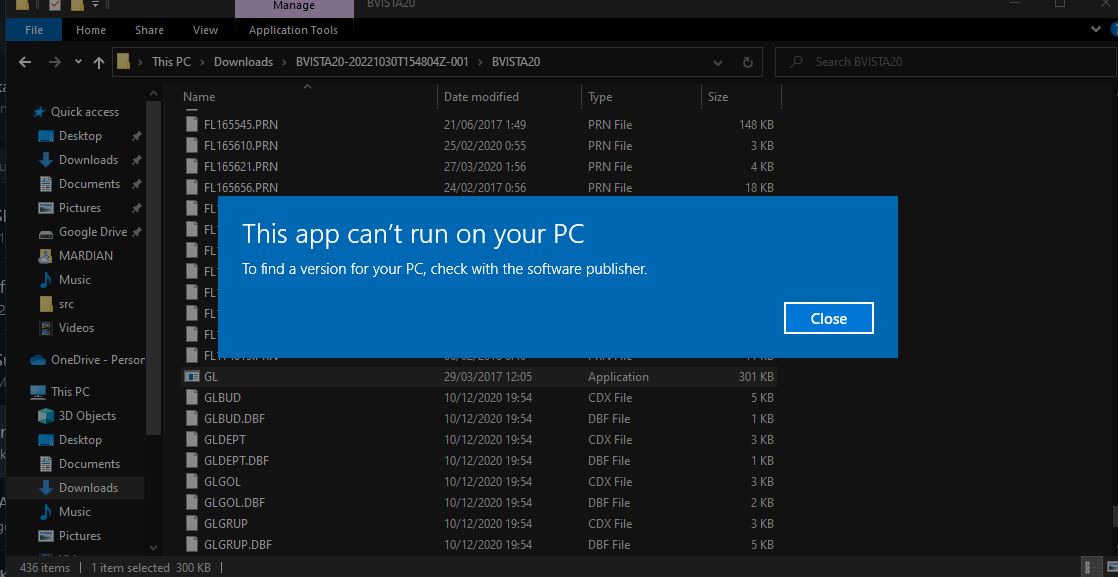 Manage
BVISTA20
File Home Share View Application Tools
This PC Downloads BVISTA20-20221030T154804Z-001 BVISTA20
Search BVISTA20
Name Date modified Type Size
Quick access
Desktop
Downloads
Documents
Pictures
Google Drive
MARDIAN
Music
src
Videos
OneDrive - Person
This PC
3D Objects
Desktop
Documents
Downloads
Music
Pictures
FL165545.PRN 21/06/2017 1:49 PRN File 148 KB
FL165610.PRN 25/02/2020 0:55 PRN File 3 KB
FL165621.PRN 27/03/2020 1:56 PRN File 4 KB
FL165656.PRN 24/02/2017 0:56 PRN File 18 KB
FL
FL
FL
FL
FL
FL
FL
This app can't run on your PC
To find a version for your PC, check with the software publisher.
Close
GL 29/03/2017 12:05 Application 301 KB
GLBUD 10/12/2020 19:54 CDX File 5 KB
GLBUD.DBF 10/12/2020 19:54 DBF File 1 KB
GLDEPT 10/12/2020 19:54 CDX File 3 KB
GLDEPT.DBF 10/12/2020 19:54 DBF File 1 KB
GLGOL 10/12/2020 19:54 CDX File 3 KB
GLGOL.DBF 10/12/2020 19:54 DBF File 2 KB
GLGRUP 10/12/2020 19:54 CDX File 3 KB
GLGRUP.DBF 10/12/2020 19:54 DBF File 5 KB
436 items 1 item selected 300 KB